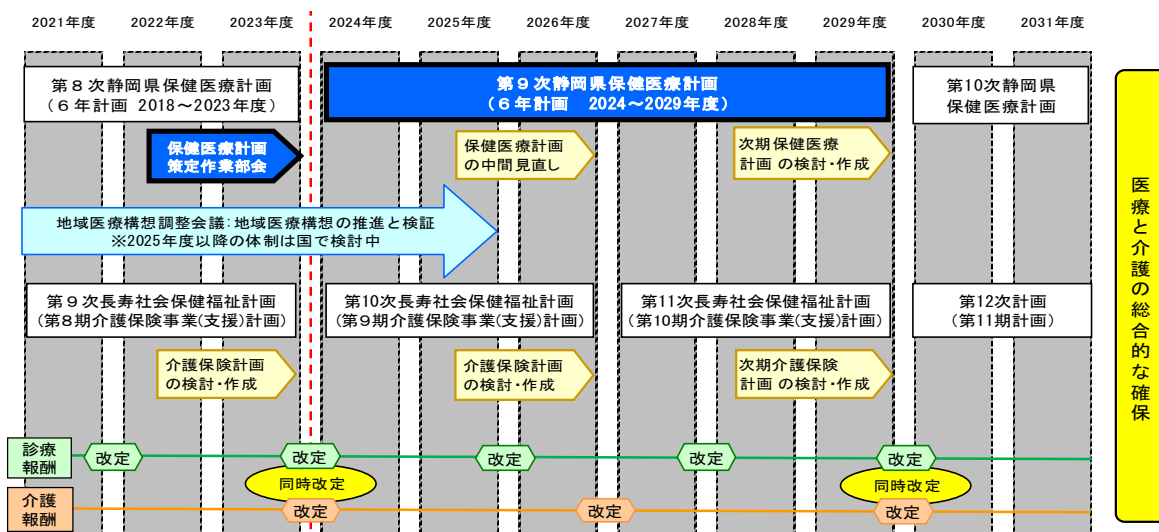 2021年度
2022年度
2023年度
2024年度
2025年度
2026年度
2027年度
2028年度
2029年度
2030年度
2031年度
第8次静岡県保健医療計画
(6年計画 2018~2023年度)
第9次静岡県保健医療計画
(6年計画 2024~2029年度)
第10次静岡県
保健医療計画
保健医療計画
策定作業部会
保健医療計画
の中間見直し
次期保健医療
計画の検討・作成
地域医療構想調整会議:地域医療構想の推進と検証
※2025年度以降の体制は国で検討中
第9次長寿社会保健福祉計画
(第8期介護保険事業(支援)計画)
第10次長寿社会保健福祉計画
(第9期介護保険事業(支援)計画)
第11次長寿社会保健福祉計画
(第10期介護保険事業(支援)計画)
第12次計画
(第11期計画)
介護保険計画
の検討・作成
介護保険計画
の検討・作成
次期介護保険
計画の検討・作成
診療
報酬
改定
改定
改定
改定
改定
同時改定
同時改定
介護
報酬
改定
改定
改定
医療と介護の総合的な確保